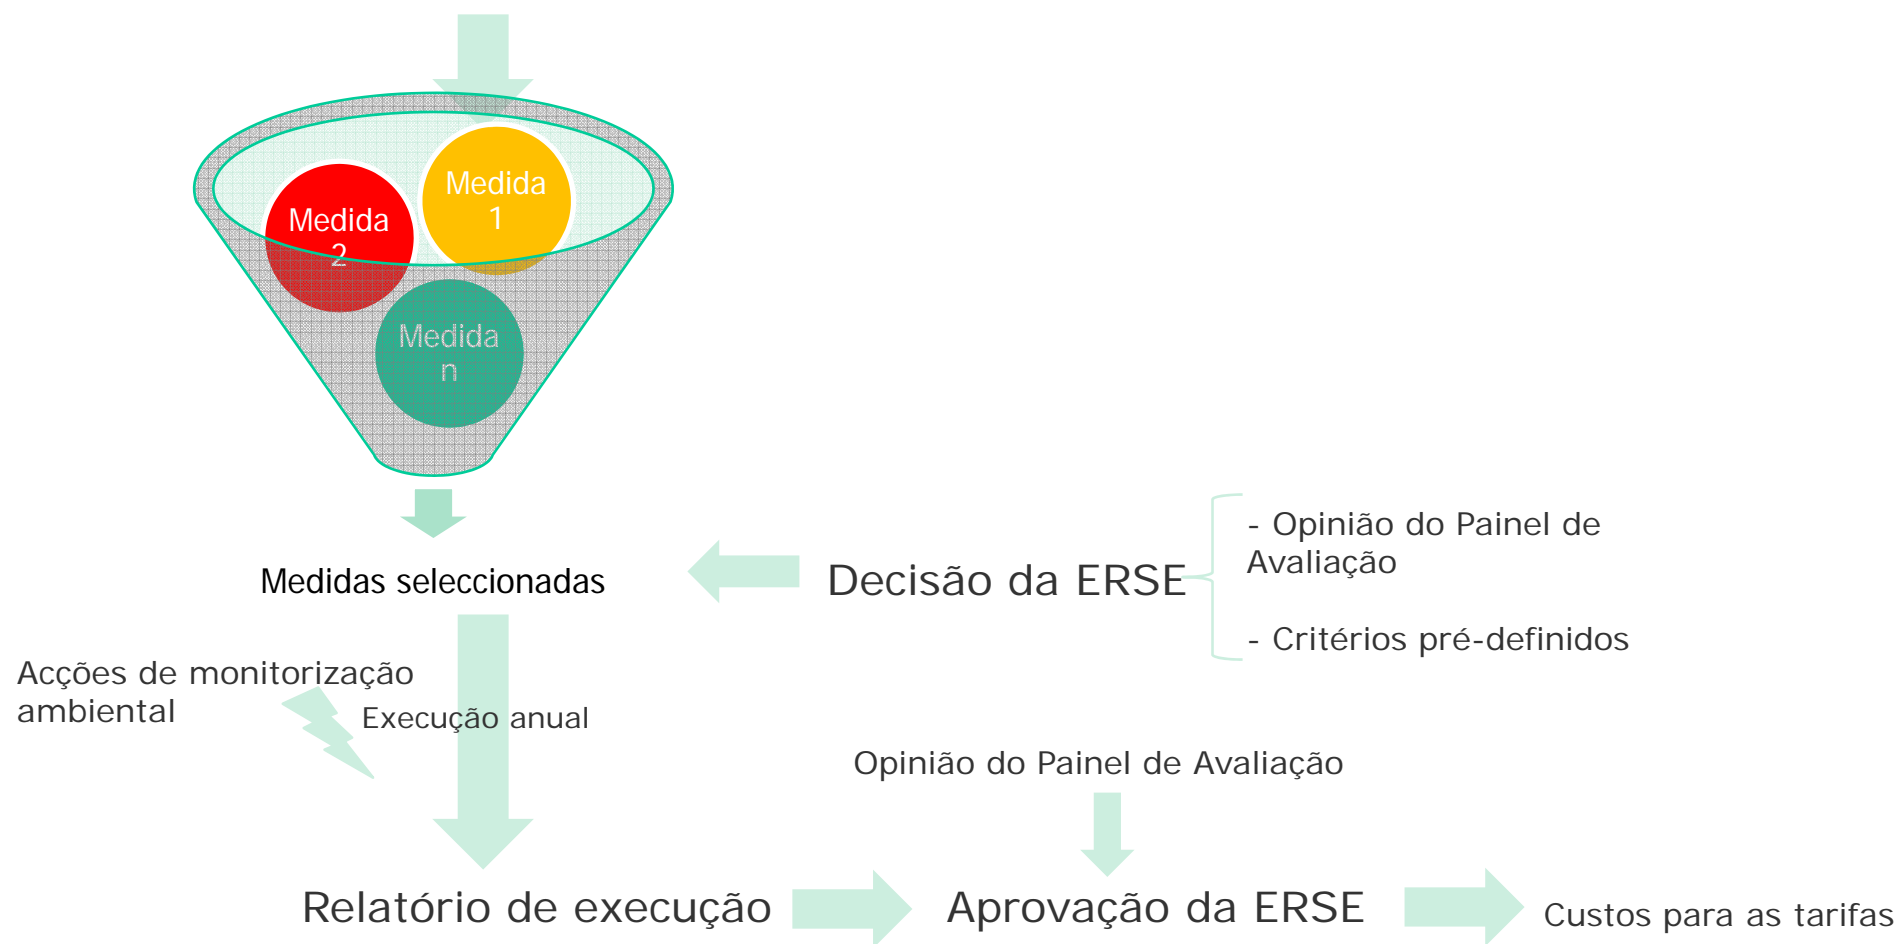 Medida
1
Medida
2
Medida
n
Medidas seleccionadas
Decisão da ERSE
- Opinião do Painel de
Avaliação
- Critérios pré-definidos
Acções de monitorização
ambiental
Execução anual
Opinião do Painel de Avaliação
Relatório de execução
Aprovação da ERSE
Custos para as tarifas